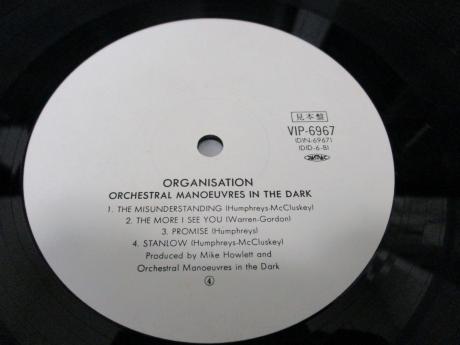 見本盤
VIP-6967
(DIN-6967)
(DID-6-B)
ORGANISATION
ORCHESTRAL MANOEUVRES IN THE DARK
1. THE MISUNDERSTANDING (Humphreys-McCluskey)
2. THE MORE I SEE YOU (Warren-Gordon)
3. PROMISE (Humphreys)
4. STANLOW (Humphreys-McCluskey)
Produced by Mike Howlett and
Orchestral Manoeuvres in the Dark
4